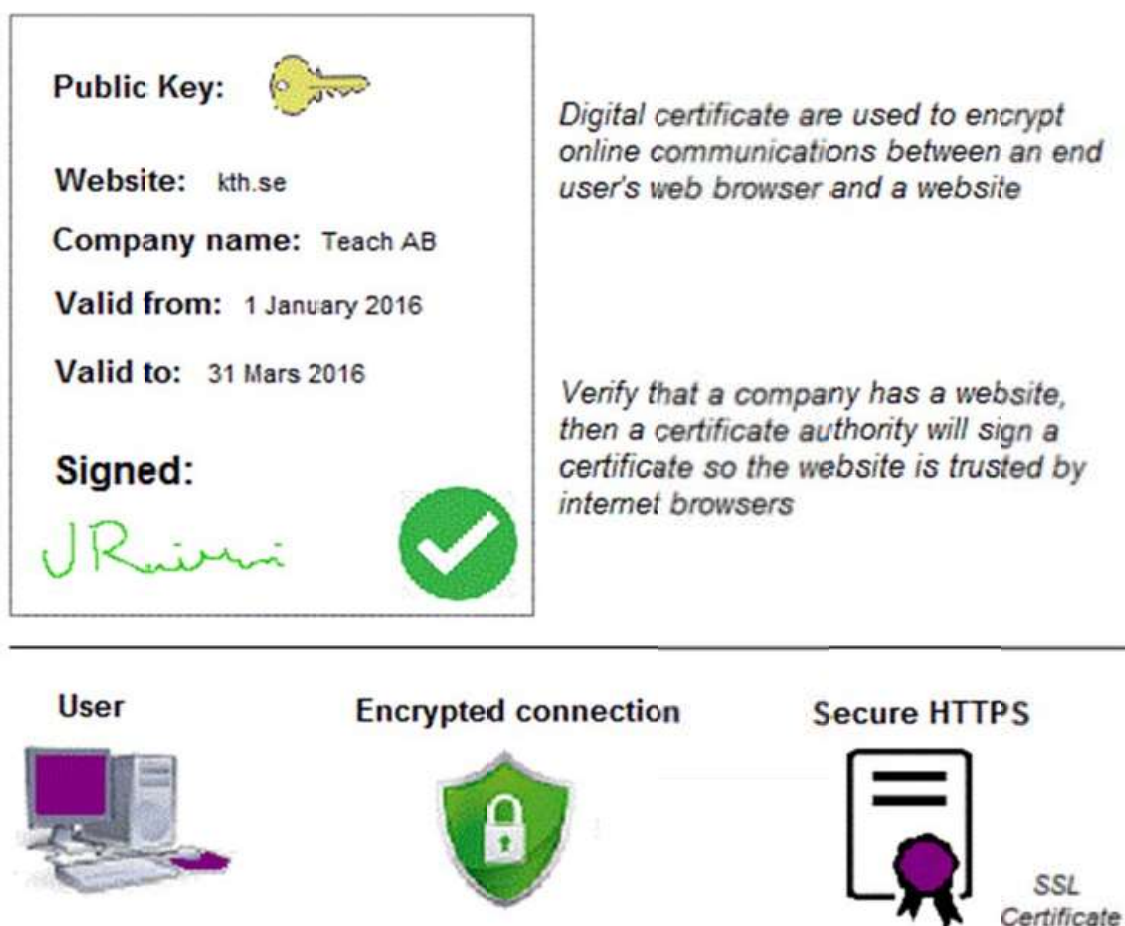 Public Key:
Website: kth.se
Company name: Teach AB
Valid from: 1 January 2016
Valid to: 31 Mars 2016
Signed:
Digital certificate are used to encrypt
online communications between an end
user's web browser and a website
Verify that a company has a website,
then a certificate authority will sign a
certificate so the website is trusted by
internet browsers
User
Encrypted connection
Secure HTTPS
SSL
Certificate